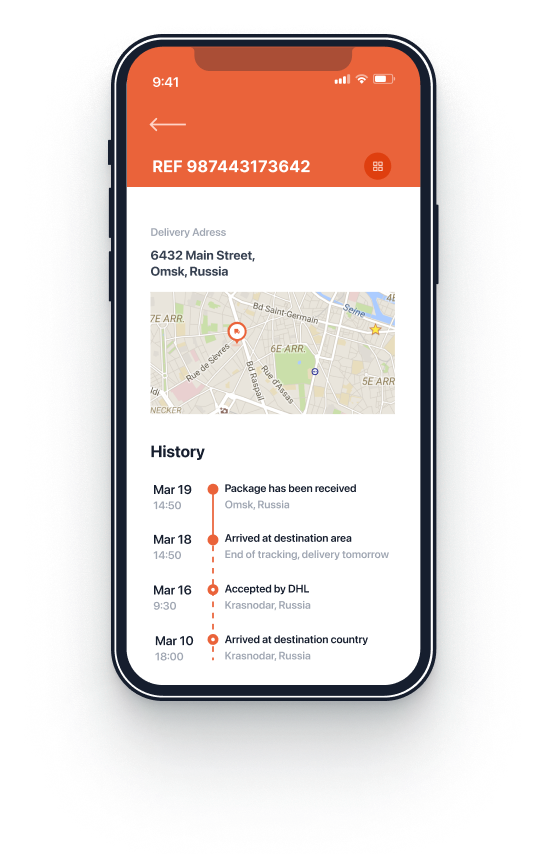 9:41
REF 987443173642
Delivery Adress
6432 Main Street,
Omsk, Russia
Bd Saint-Germain
Seine
7E ARR.
6E ARR.
Rue de Sèvres
Bd Raspail
Rue d'Assas
5E ARR
NECKER
History
Mar 19
Package has been received
14:50
Omsk, Russia
Mar 18
Arrived at destination area
14:50
End of tracking, delivery tomorrow
Mar 16
Accepted by DHL
9:30
Krasnodar, Russia
Mar 10
Arrived at destination country
18:00
Krasnodar, Russia